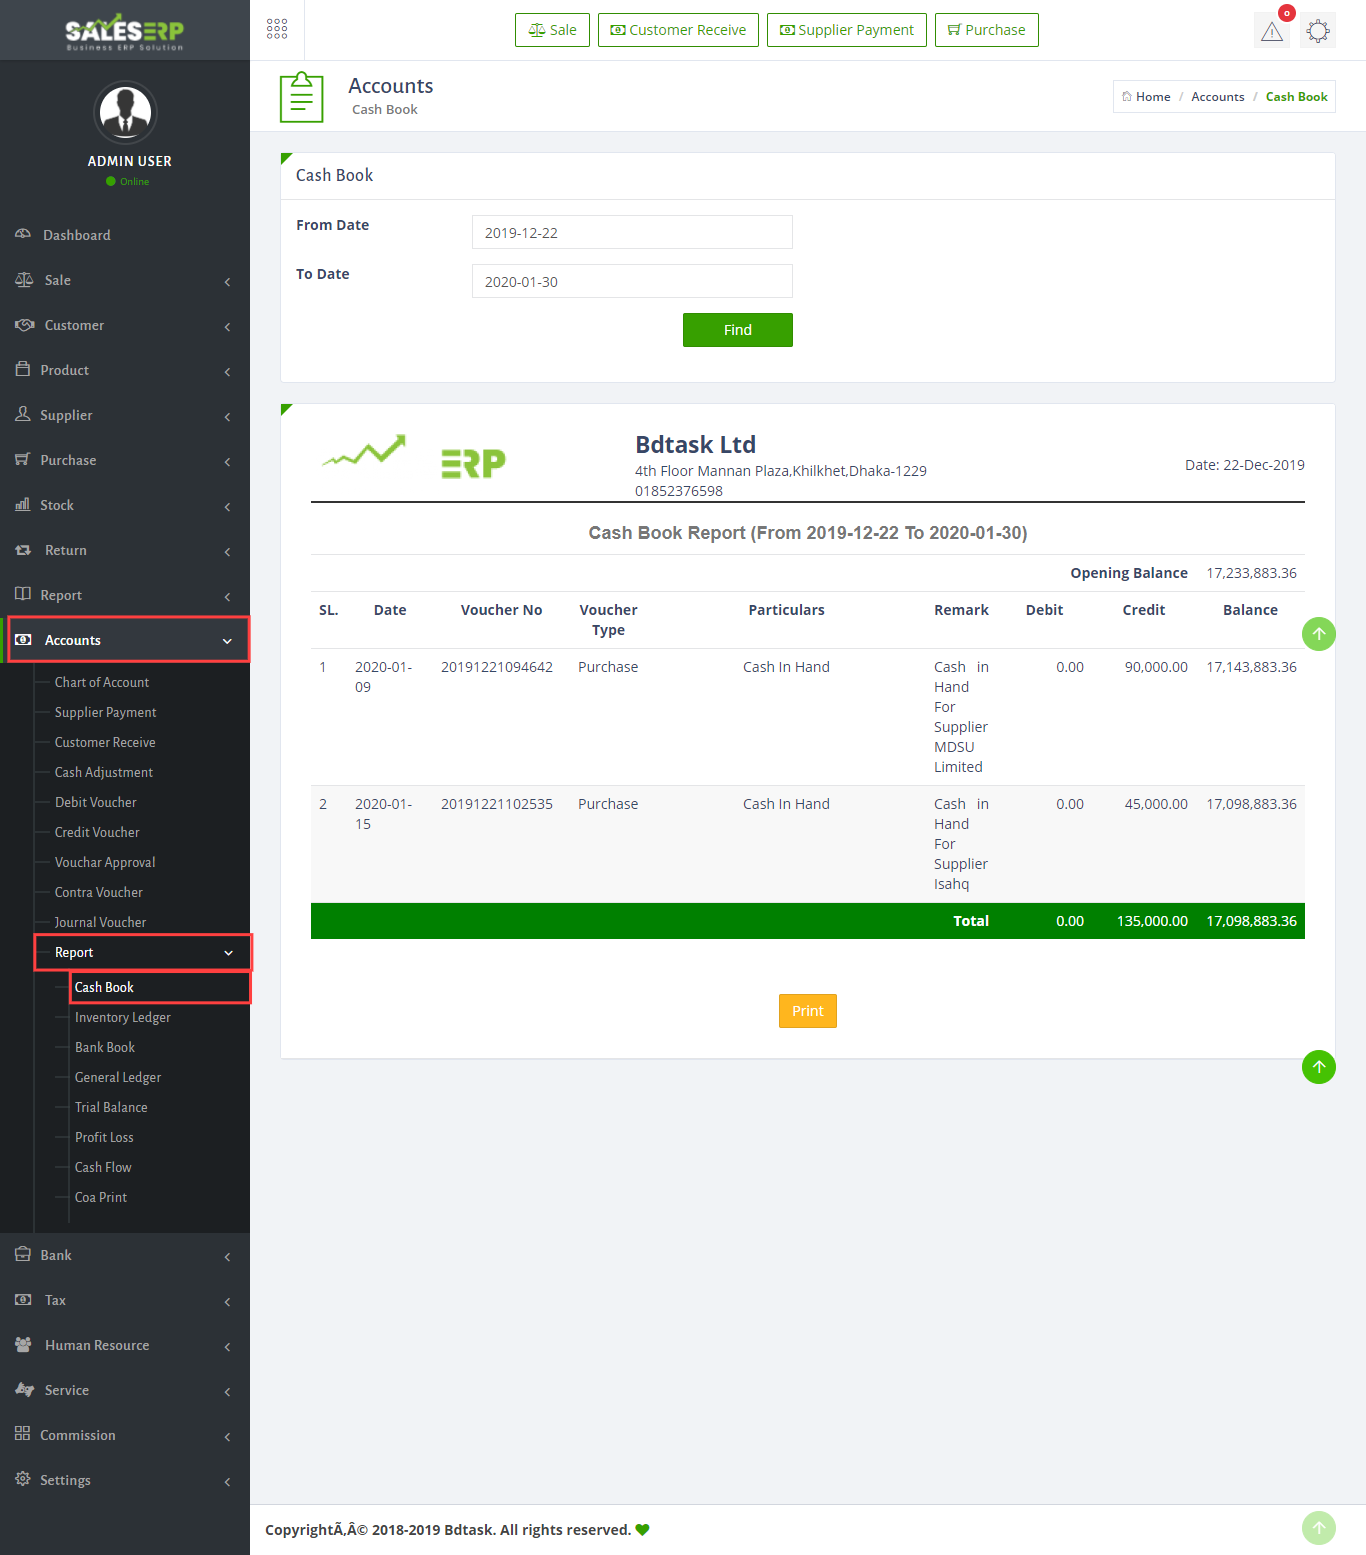 SALESERP
Business ERP Solution
Sale
Customer Receive
Supplier Payment
Purchase
0
Accounts
Cash Book
Home / Accounts / Cash Book
ADMIN USER
Online
Dashboard
Sale
Customer
Product
Supplier
Purchase
Stock
Return
Report
Accounts
Chart of Account
Supplier Payment
Customer Receive
Cash Adjustment
Debit Voucher
Credit Voucher
Vouchar Approval
Contra Voucher
Journal Voucher
Report
Cash Book
Inventory Ledger
Bank Book
General Ledger
Trial Balance
Profit Loss
Cash Flow
Coa Print
Bank
Tax
Human Resource
Service
Commission
Settings
Cash Book
From Date 2019-12-22
To Date 2020-01-30
Find
ERP
Bdtask Ltd
4th Floor Mannan Plaza,Khilkhet,Dhaka-1229
01852376598
Date: 22-Dec-2019
Cash Book Report (From 2019-12-22 To 2020-01-30)
Opening Balance 17,233,883.36
SL. Date Voucher No Voucher Type Particulars Remark Debit Credit Balance
1 2020-01-09 20191221094642 Purchase Cash In Hand Cash in Hand For Supplier MDSU Limited 0.00 90,000.00 17,143,883.36
2 2020-01-15 20191221102535 Purchase Cash In Hand Cash in Hand For Supplier Isahq 0.00 45,000.00 17,098,883.36
Total 0.00 135,000.00 17,098,883.36
Print
CopyrightÃ‚Â© 2018-2019 Bdtask. All rights reserved.